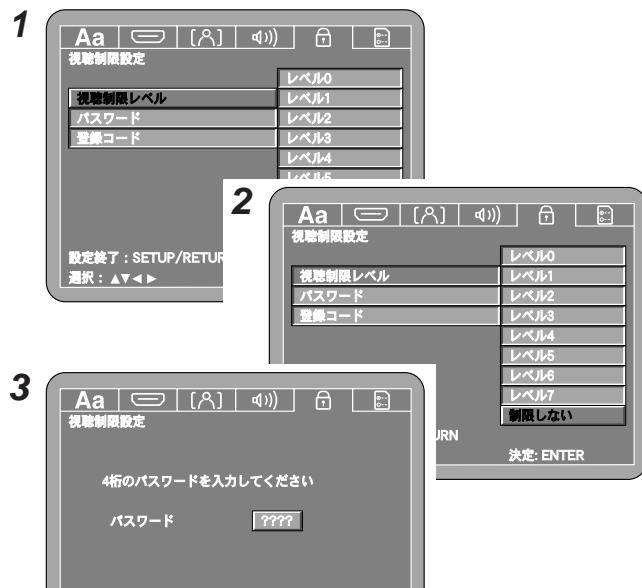 1
Aa
視聴制限設定
レベル0
視聴制限レベル レベル1
パスワード レベル2
登録コード レベル3
レベル4
レベル5
設定終了：SETUP/RETUR
選択：▲▼◀▶
2
Aa
視聴制限設定
レベル0
視聴制限レベル レベル1
パスワード レベル2
登録コード レベル3
レベル4
レベル5
レベル6
レベル7
制限しない
URN
決定: ENTER
3
Aa
視聴制限設定
4桁のパスワードを入力してください
パスワード ????